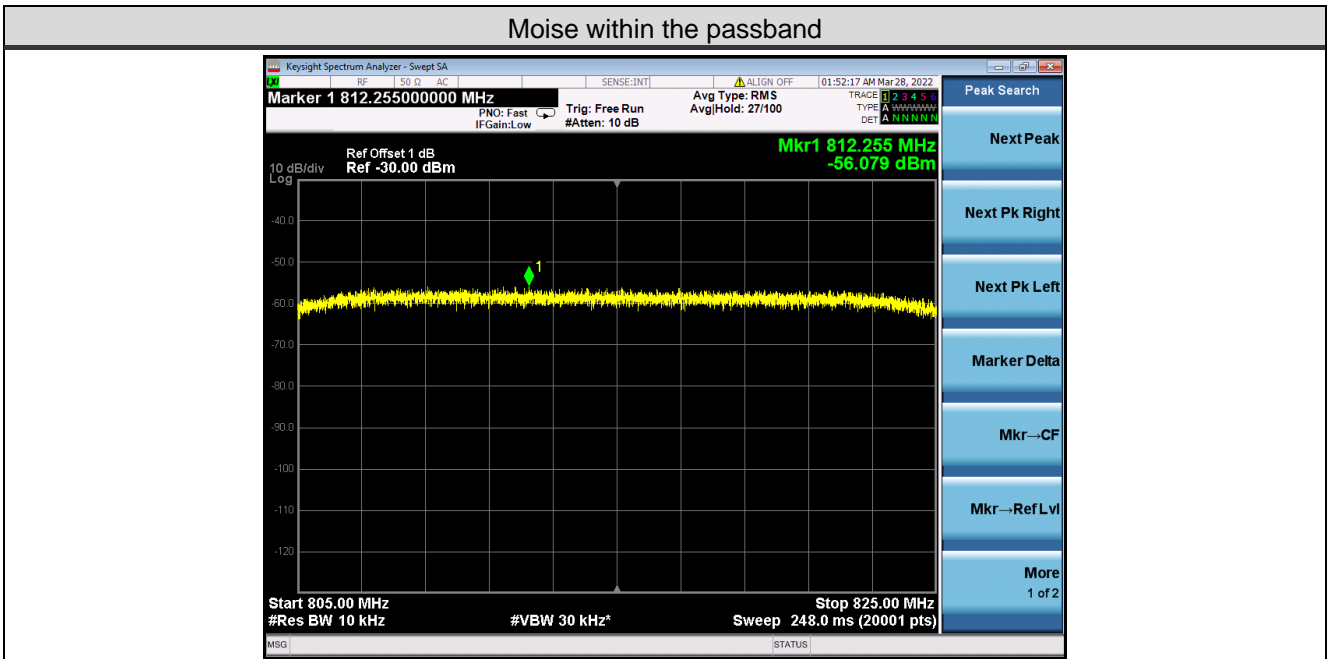 Moise within the passband
Keysight Spectrum Analyzer - Swept SA
LXI RF 50 Ω AC SENSE:INT ALIGN OFF 01:52:17 AM Mar 28, 2022
Marker 1 812.255000000 MHz
PNO: Fast
IFGain:Low
Trig: Free Run
#Atten: 10 dB
Avg Type: RMS
Avg|Hold: 27/100
TRACE 1 2 3 4 5 6
TYPE A WWWWW
DET A N N N N N
Mkr1 812.255 MHz
-56.079 dBm
Ref Offset 1 dB
10 dB/div Ref -30.00 dBm
Log
-40.0
-50.0
1
-60.0
-70.0
-80.0
-90.0
-100
-110
-120
Start 805.00 MHz Stop 825.00 MHz
#Res BW 10 kHz #VBW 30 kHz* Sweep 248.0 ms (20001 pts)
MSG STATUS
Peak Search
Next Peak
Next Pk Right
Next Pk Left
Marker Delta
Mkr→CF
Mkr→Ref Lvl
More
1 of 2